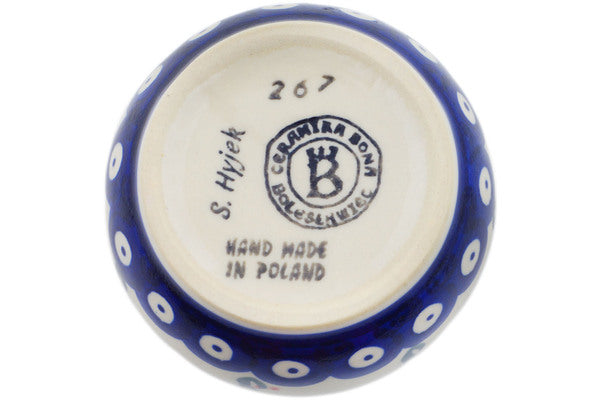 267
CERAMIKA BONA
B
BOLESŁAWIEC
S. Hyjek
HAND MADE
IN POLAND